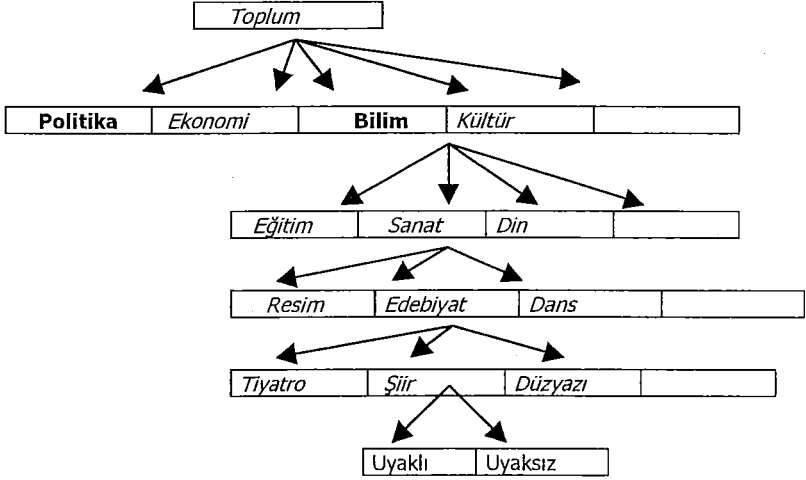 Toplum
Politika Ekonomi Bilim Kültür
Eğitim Sanat Din
Resim Edebiyat Dans
Tiyatro Şiir Düzyazı
Uyaklı Uyaksız